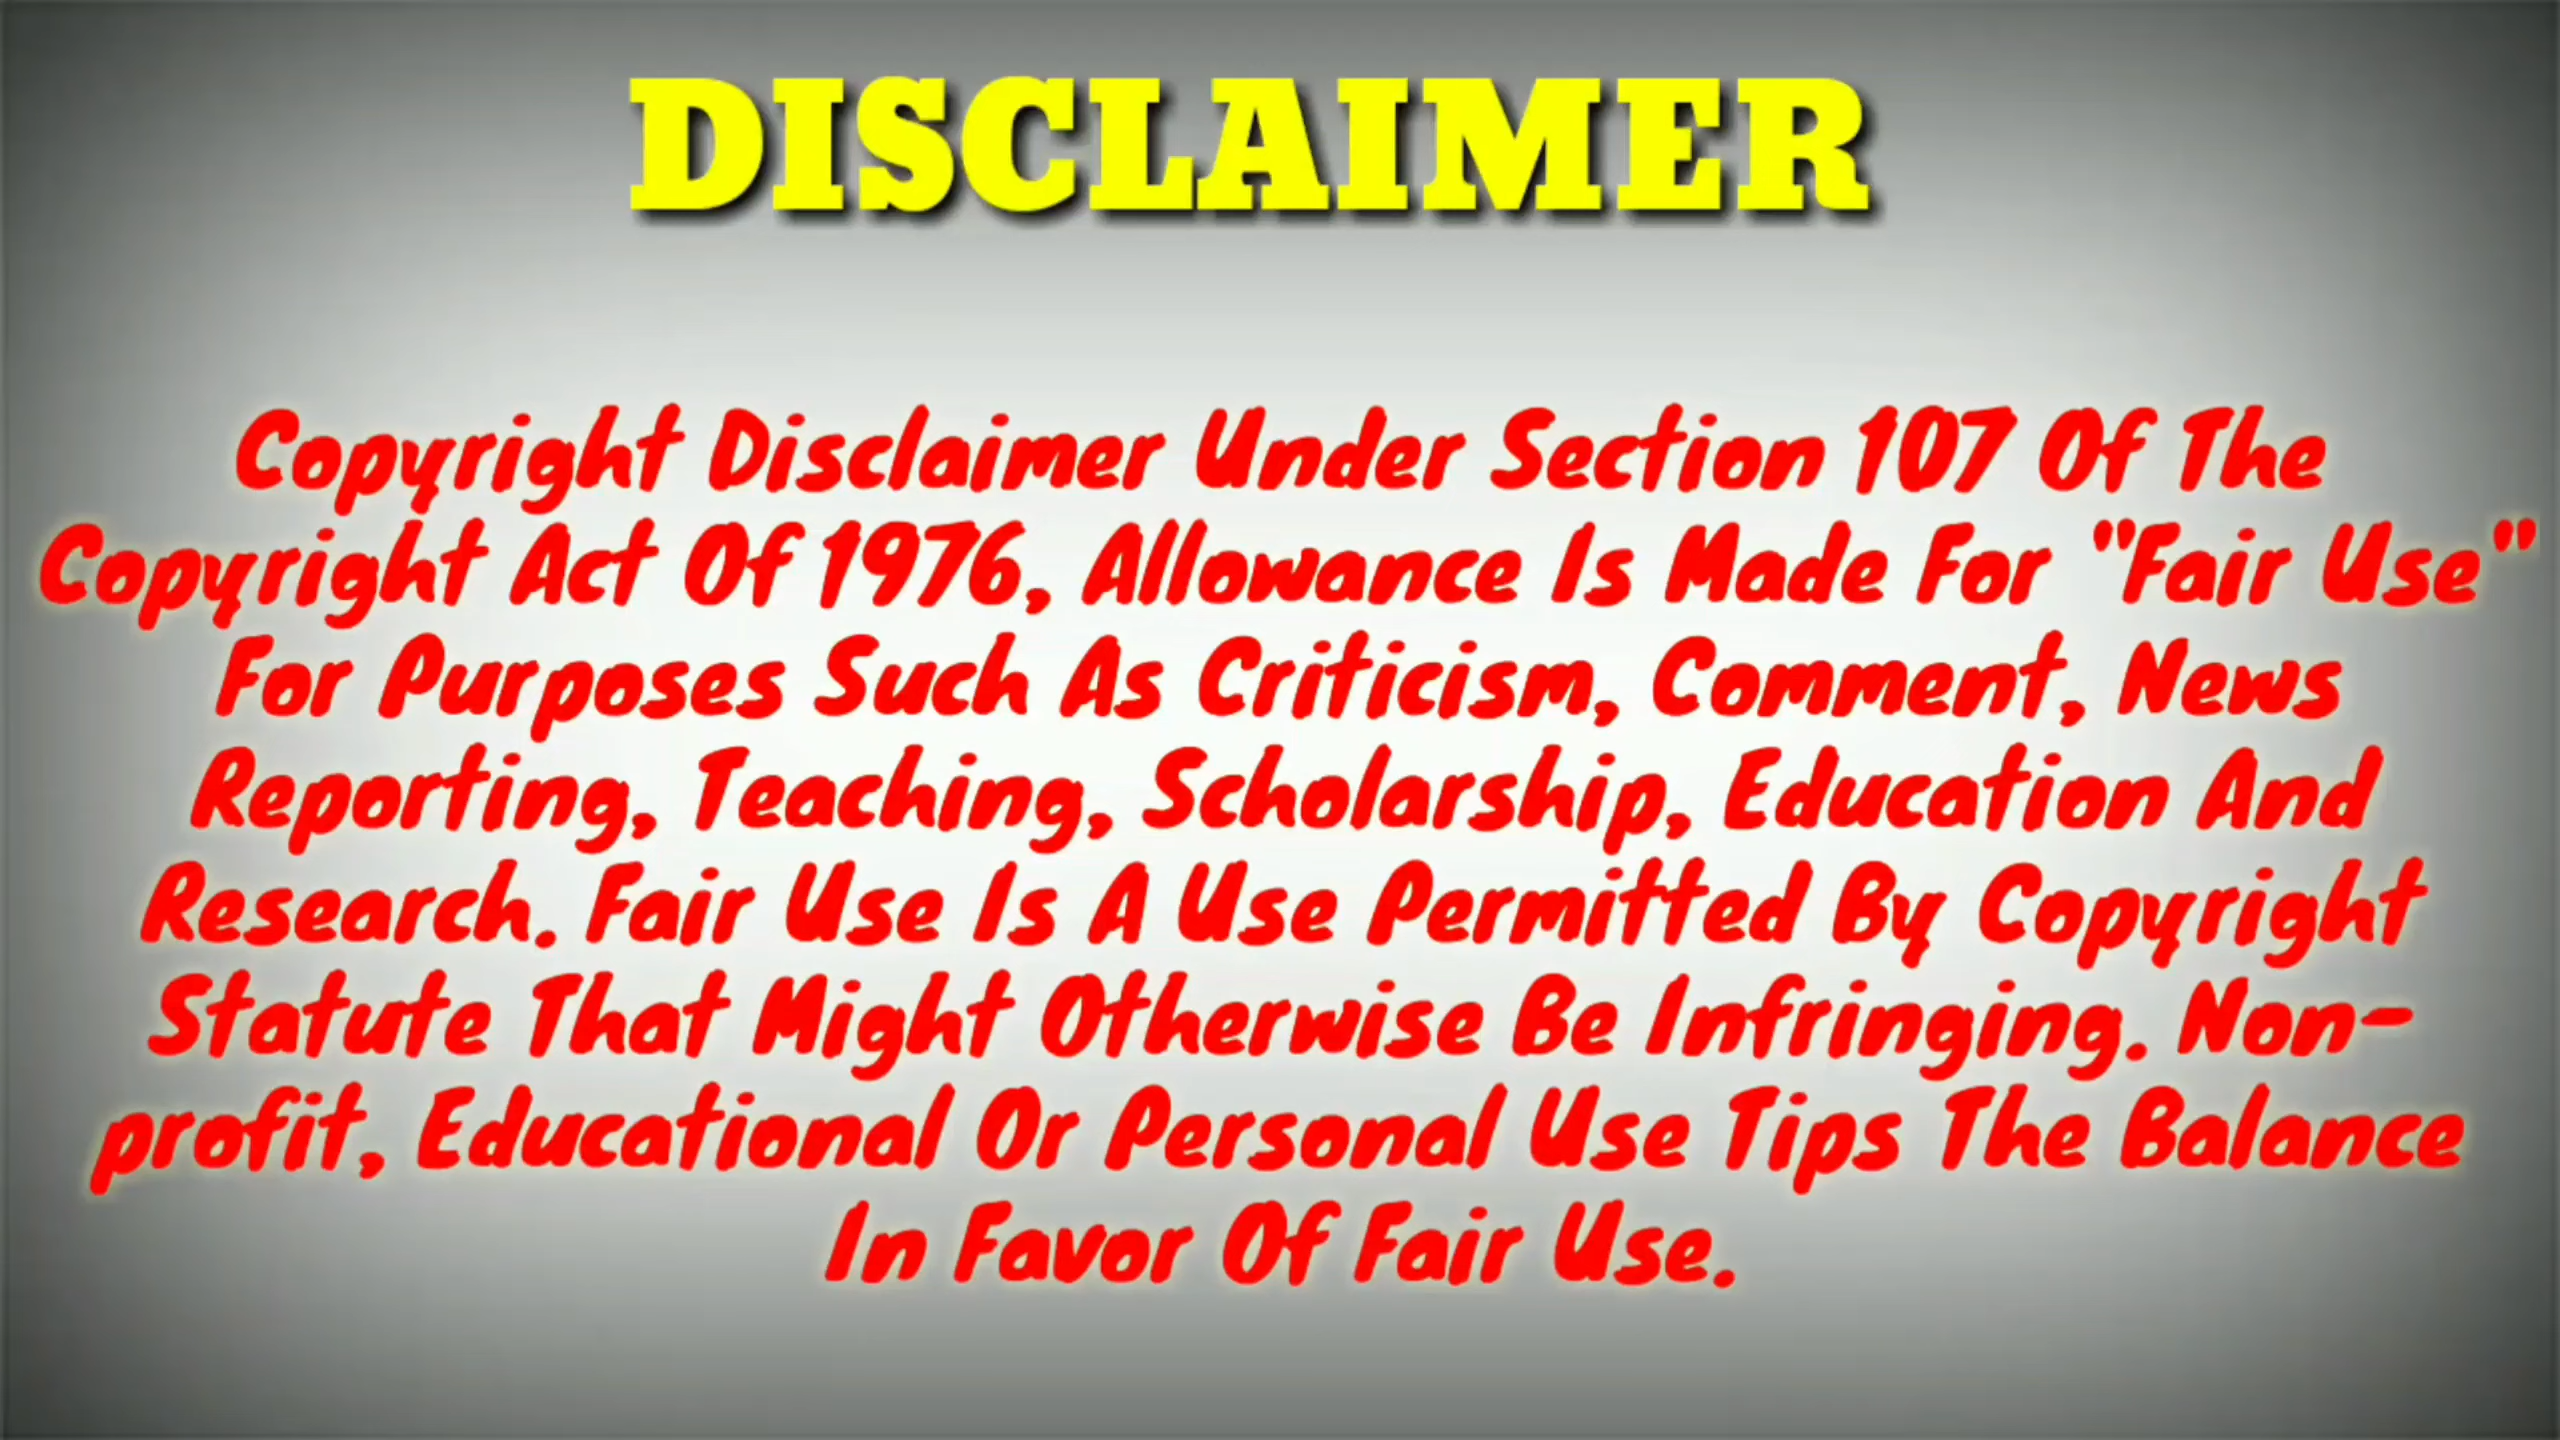 DISCLAIMER
Copyright Disclaimer Under Section 107 Of The
Copyright Act Of 1976, Allowance Is Made For "Fair Use"
For Purposes Such As Criticism, Comment, News
Reporting, Teaching, Scholarship, Education And
Research. Fair Use Is A Use Permitted By Copyright
Statute That Might Otherwise Be Infringing. Non-
profit, Educational Or Personal Use Tips The Balance
In Favor Of Fair Use.